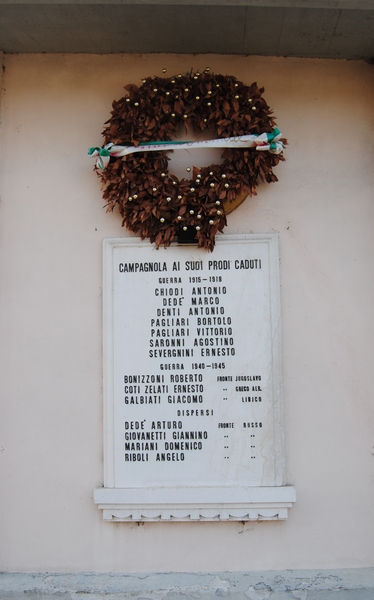 CAMPAGNOLA AI SUOI PRODI CADUTI
GUERRA 1915-1918
CHIODI ANTONIO
DEDE' MARCO
DENTI ANTONIO
PAGLIARI BORTOLO
PAGLIARI VITTORIO
SARONNI AGOSTINO
SEVERGNINI ERNESTO
GUERRA 1940-1945
BONIZZONI ROBERTO FRONTE JUGOSLAVO
COTI ZELATI ERNESTO " GRECO ALB.
GALBIATI GIACOMO " LIBICO
DISPERSI
DEDE' ARTURO FRONTE RUSSO
GIOVANETTI GIANNINO " "
MARIANI DOMENICO " "
RIBOLI ANGELO " "